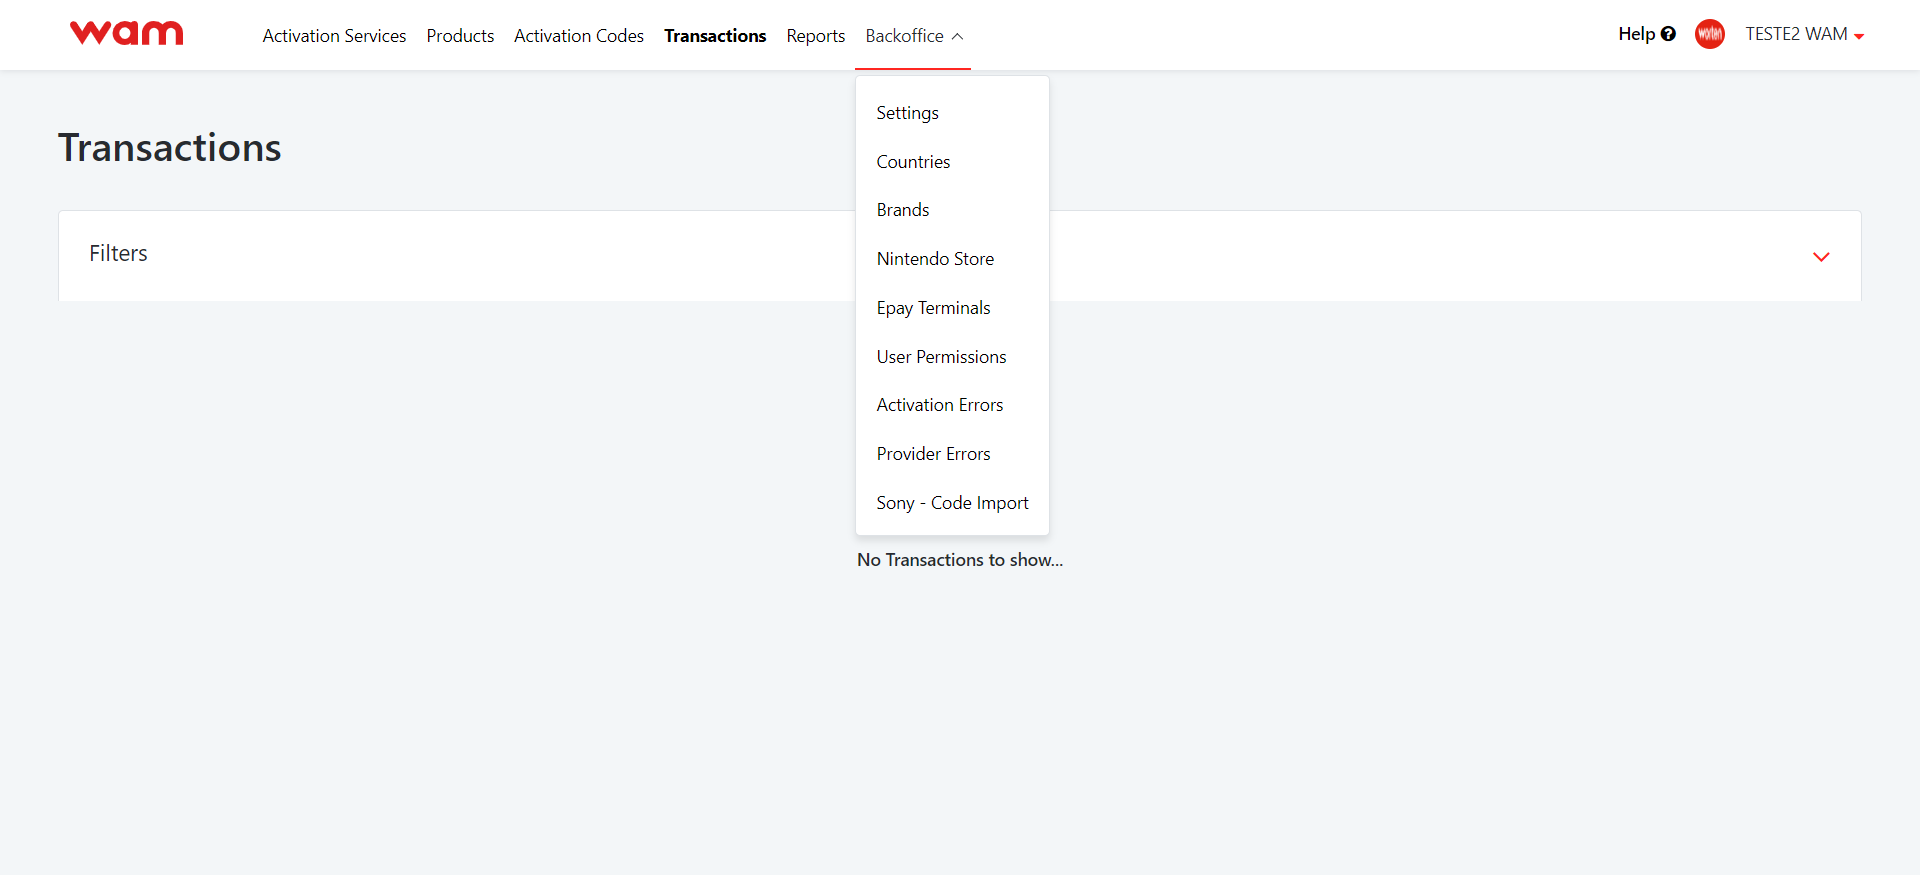 wam
Activation Services Products Activation Codes Transactions Reports Backoffice
Help
worten
TESTE2 WAM
Settings
Countries
Brands
Nintendo Store
Epay Terminals
User Permissions
Activation Errors
Provider Errors
Sony - Code Import
Transactions
Filters
No Transactions to show...